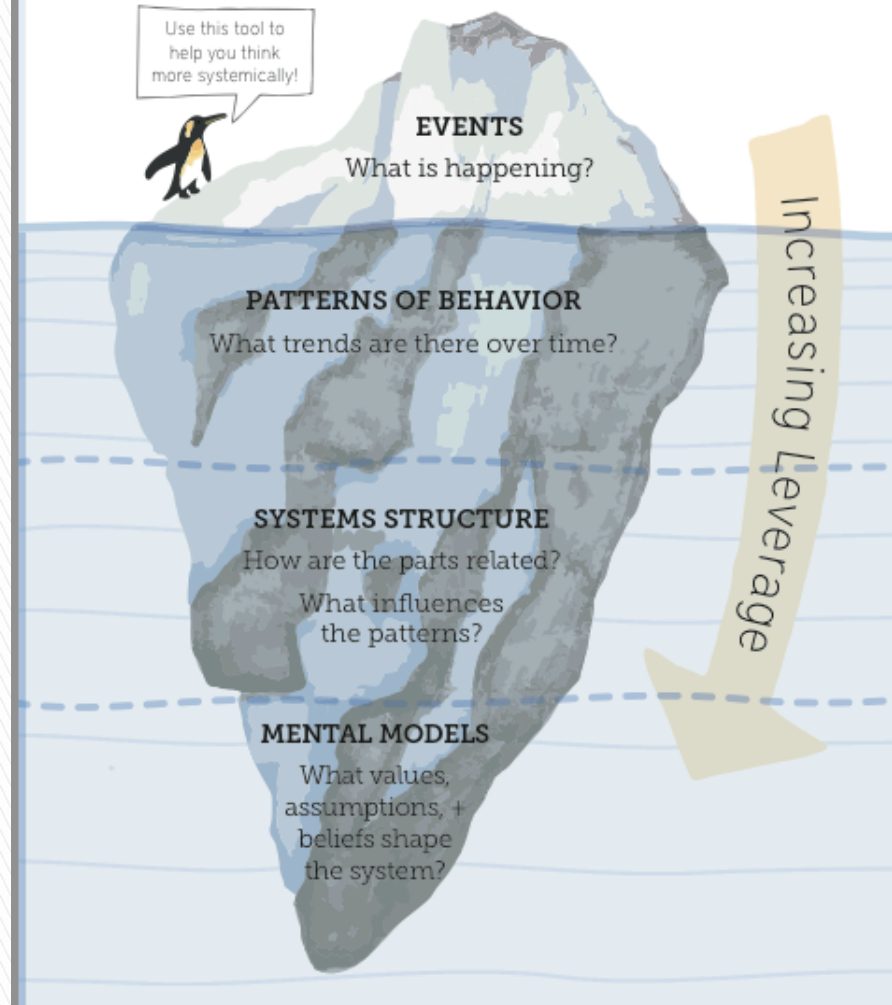 Use this tool to
help you think
more systemically!
EVENTS
What is happening?
PATTERNS OF BEHAVIOR
What trends are there over time?
SYSTEMS STRUCTURE
How are the parts related?
What influences
the patterns?
MENTAL MODELS
What values,
assumptions, +
beliefs shape
the system?
Increasing Leverage